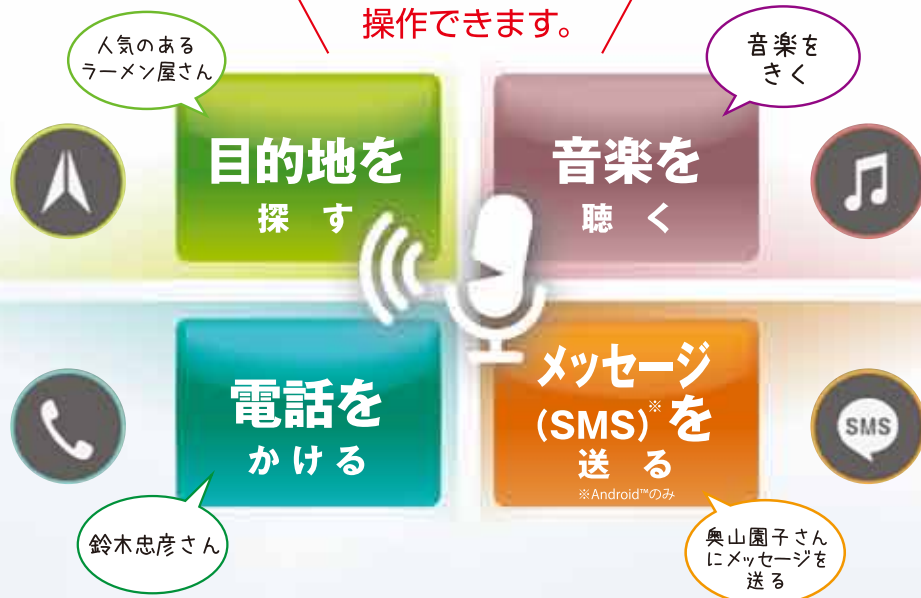 操作できます。
人気のある
ラーメン屋さん
目的地を
探す
音楽を
きく
音楽を
聴く
電話を
かける
鈴木忠彦さん
メッセージ
(SMS)※を
送る
※Android™のみ
SMS
奥山園子さん
にメッセージを
送る